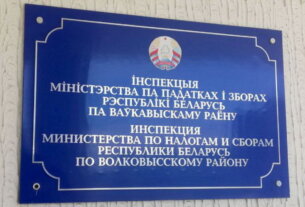 ІНСПЕКЦЫЯ
МІНІСТЭРСТВА ПА ПАДАТКАХ І ЗБОРАХ
РЭСПУБЛІКІ БЕЛАРУСЬ
ПА ВАЎКАВЫСКАМУ РАЁНУ
ИНСПЕКЦИЯ
МИНИСТЕРСТВА ПО НАЛОГАМ И СБОРАМ
РЕСПУБЛИКИ БЕЛАРУСЬ
ПО ВОЛКОВЫССКОМУ РАЙОНУ